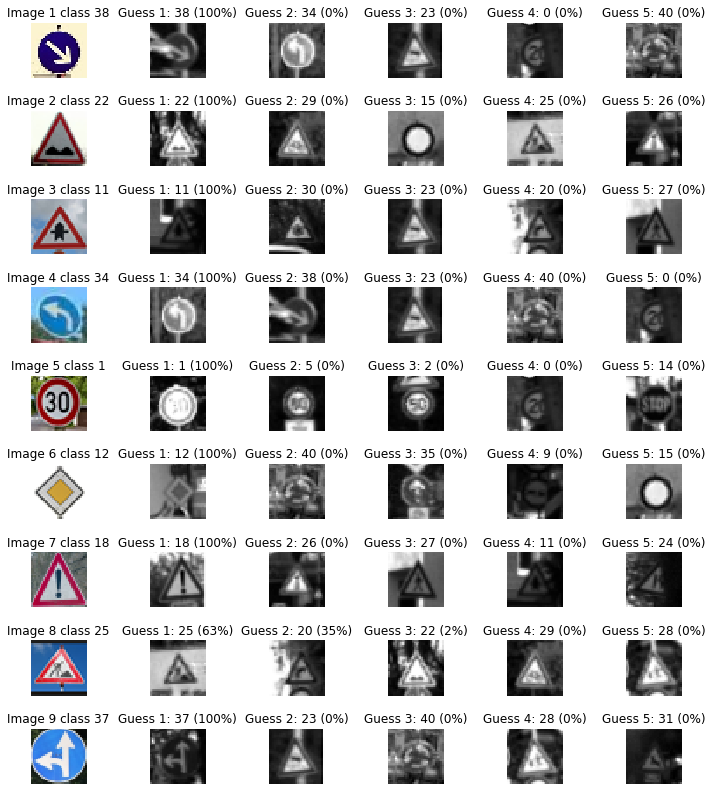 Image 1 class 38 Guess 1: 38 (100%) Guess 2: 34 (0%) Guess 3: 23 (0%) Guess 4: 0 (0%) Guess 5: 40 (0%)
Image 2 class 22 Guess 1: 22 (100%) Guess 2: 29 (0%) Guess 3: 15 (0%) Guess 4: 25 (0%) Guess 5: 26 (0%)
Image 3 class 11 Guess 1: 11 (100%) Guess 2: 30 (0%) Guess 3: 23 (0%) Guess 4: 20 (0%) Guess 5: 27 (0%)
Image 4 class 34 Guess 1: 34 (100%) Guess 2: 38 (0%) Guess 3: 23 (0%) Guess 4: 40 (0%) Guess 5: 0 (0%)
Image 5 class 1 Guess 1: 1 (100%) Guess 2: 5 (0%) Guess 3: 2 (0%) Guess 4: 0 (0%) Guess 5: 14 (0%)
30 30 80 50 STOP
Image 6 class 12 Guess 1: 12 (100%) Guess 2: 40 (0%) Guess 3: 35 (0%) Guess 4: 9 (0%) Guess 5: 15 (0%)
Image 7 class 18 Guess 1: 18 (100%) Guess 2: 26 (0%) Guess 3: 27 (0%) Guess 4: 11 (0%) Guess 5: 24 (0%)
Image 8 class 25 Guess 1: 25 (63%) Guess 2: 20 (35%) Guess 3: 22 (2%) Guess 4: 29 (0%) Guess 5: 28 (0%)
Image 9 class 37 Guess 1: 37 (100%) Guess 2: 23 (0%) Guess 3: 40 (0%) Guess 4: 28 (0%) Guess 5: 31 (0%)